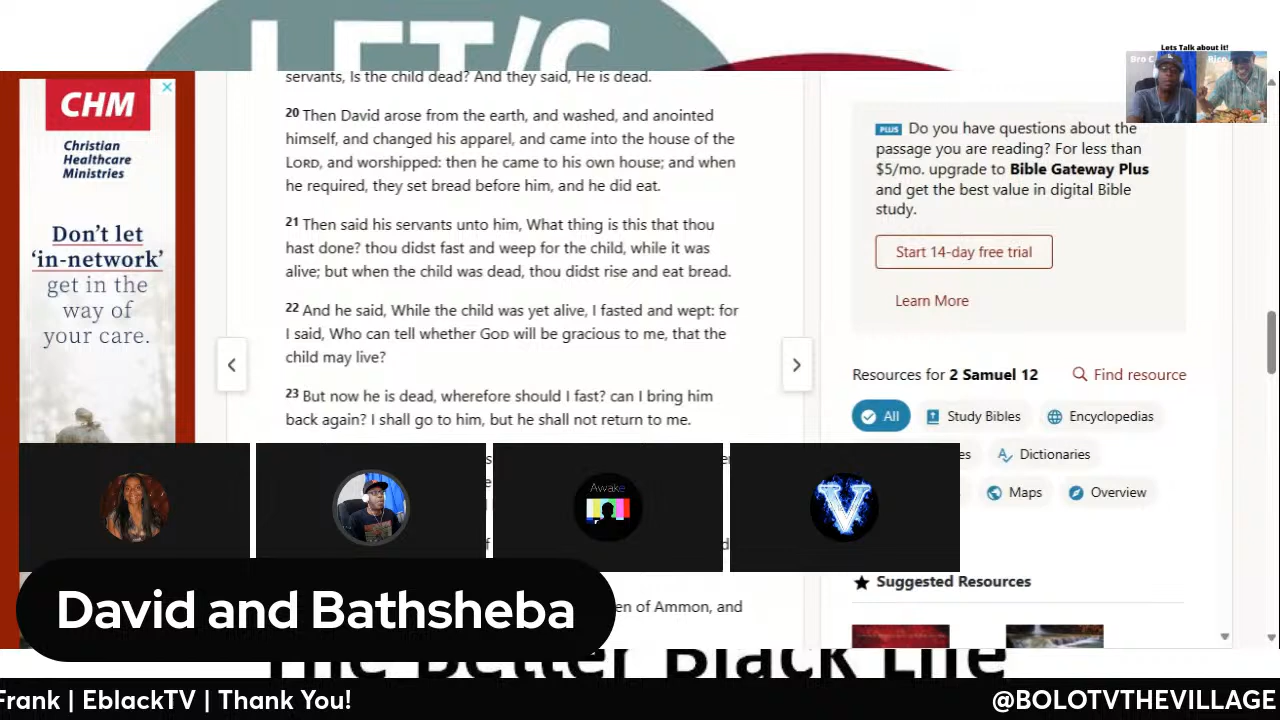 LET'S
Lets Talk about it!
Bro C
CHM
Christian
Healthcare
Ministries
Don't let
'in-network'
get in the
way of
your care.
servants, Is the child dead? And they said, He is dead.
20 Then David arose from the earth, and washed, and anointed
himself, and changed his apparel, and came into the house of the
LORD, and worshipped: then he came to his own house; and when
he required, they set bread before him, and he did eat.
21 Then said his servants unto him, What thing is this that thou
hast done? thou didst fast and weep for the child, while it was
alive; but when the child was dead, thou didst rise and eat bread.
22 And he said, While the child was yet alive, I fasted and wept: for
I said, Who can tell whether GOD will be gracious to me, that the
child may live?
23 But now he is dead, wherefore should I fast? can I bring him
back again? I shall go to him, but he shall not return to me.
of Ammon, and
PLUS Do you have questions about the
passage you are reading? For less than
$5/mo. upgrade to Bible Gateway Plus
and get the best value in digital Bible
study.
Start 14-day free trial
Learn More
Resources for 2 Samuel 12
Find resource
All
Study Bibles
Encyclopedias
Dictionaries
Maps
Overview
Suggested Resources
Awake
V
David and Bathsheba
The Better Black Life
Frank | EblackTV | Thank You!
@BOLOTVTHEVILLAGE